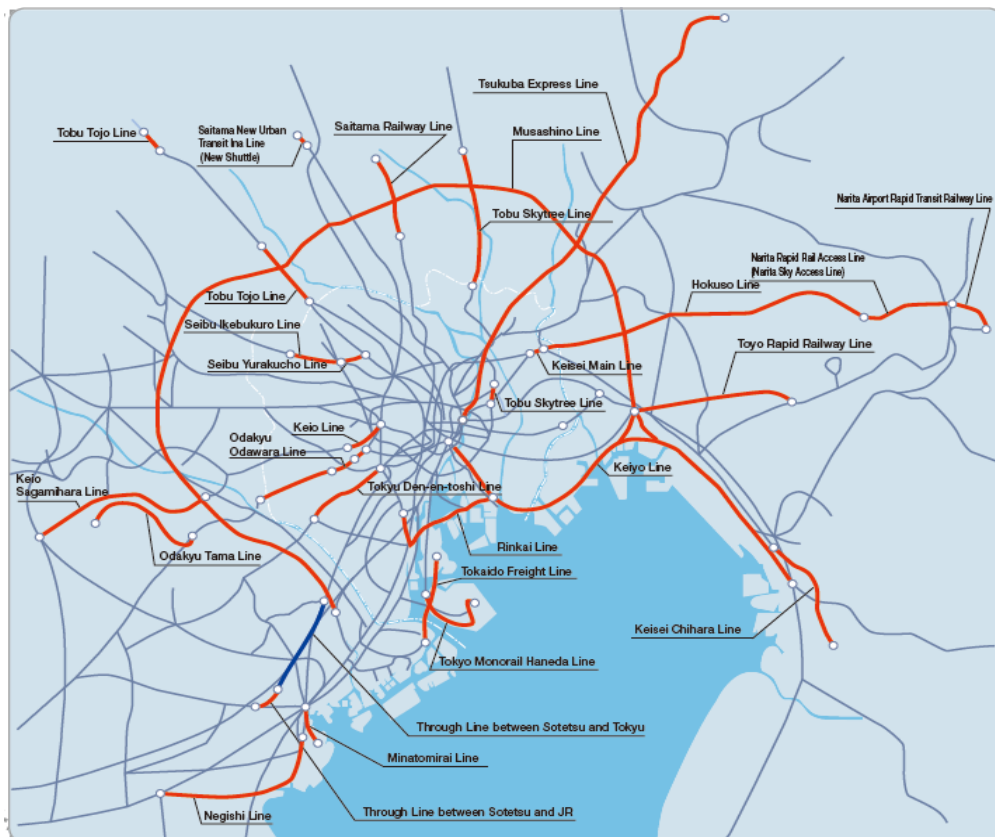 Tsukuba Express Line
Tobu Tojo Line
Saitama New Urban
Transit Ina Line
(New Shuttle)
Saitama Railway Line
Musashino Line
Narita Airport Rapid Transit Railway Line
Tobu Skytree Line
Narita Rapid Rail Access Line
(Narita Sky Access Line)
Hokuso Line
Tobu Tojo Line
Seibu Ikebukuro Line
Seibu Yurakucho Line
Keisei Main Line
Toyo Rapid Railway Line
Tobu Skytree Line
Keio Line
Odakyu
Odawara Line
Keio
Sagamihara Line
Tokyu Den-en-toshi Line
Keiyo Line
Odakyu Tama Line
Rinkai Line
Tokaido Freight Line
Keisei Chihara Line
Tokyo Monorail Haneda Line
Through Line between Sotetsu and Tokyu
Minatomirai Line
Negishi Line
Through Line between Sotetsu and JR